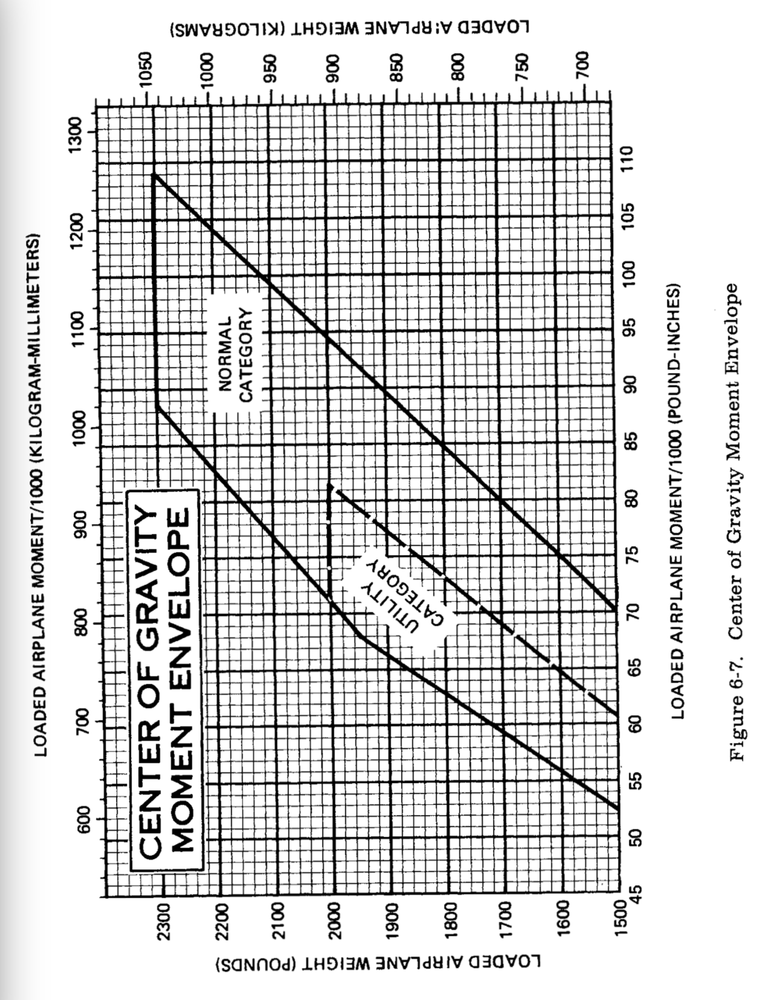 LOADED AIRPLANE MOMENT/1000 (KILOGRAM-MILLIMETERS)
600 700 800 900 1000 1100 1200 1300
CENTER OF GRAVITY
MOMENT ENVELOPE
NORMAL
CATEGORY
UTILITY
CATEGORY
LOADED AIRPLANE WEIGHT (POUNDS)
2300
2200
2100
2000
1900
1800
1700
1600
1500
LOADED AIRPLANE WEIGHT (KILOGRAMS)
1050
1000
950
900
850
800
750
700
45 50 55 60 65 70 75 80 85 90 95 100 105 110
LOADED AIRPLANE MOMENT/1000 (POUND-INCHES)
Figure 6-7. Center of Gravity Moment Envelope